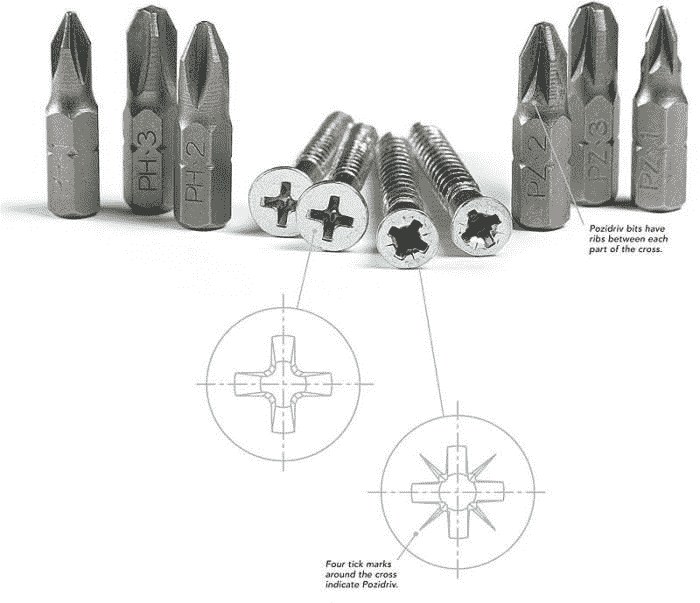 PH·3
PH·2
PZ·2
PZ·3
PZ·1
Pozidriv bits have
ribs between each
part of the cross.
Four tick marks
around the cross
indicate Pozidriv.